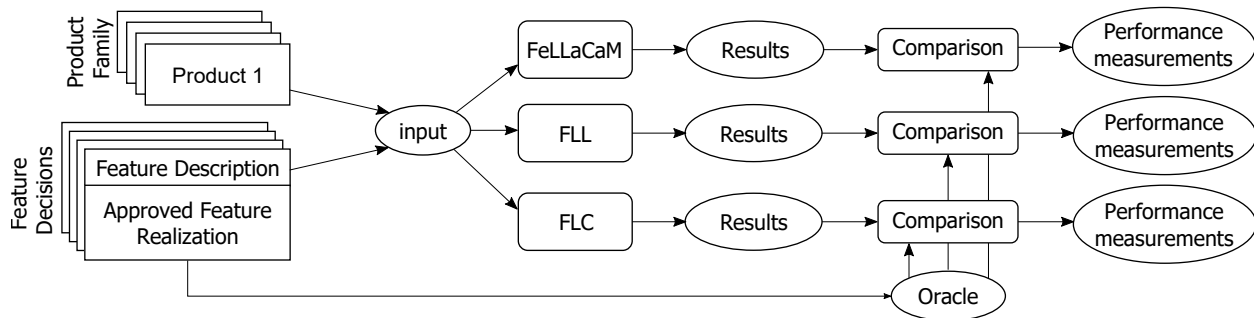 Product
Family
Product 1
Feature
Decisions
Feature Description
Approved Feature
Realization
input
FeLLaCaM
Results
Comparison
Performance
measurements
FLL
Results
Comparison
Performance
measurements
FLC
Results
Comparison
Performance
measurements
Oracle